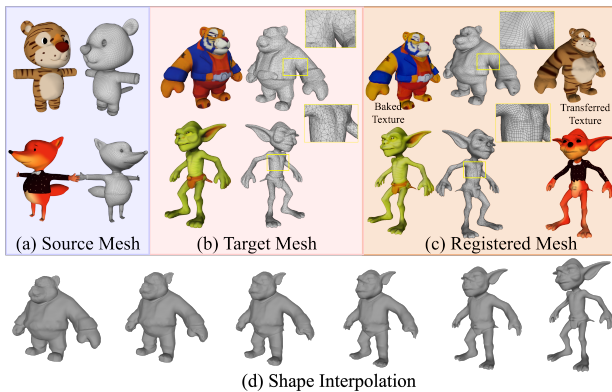 Baked
Texture
Transferred
Texture
(a) Source Mesh
(b) Target Mesh
(c) Registered Mesh
(d) Shape Interpolation